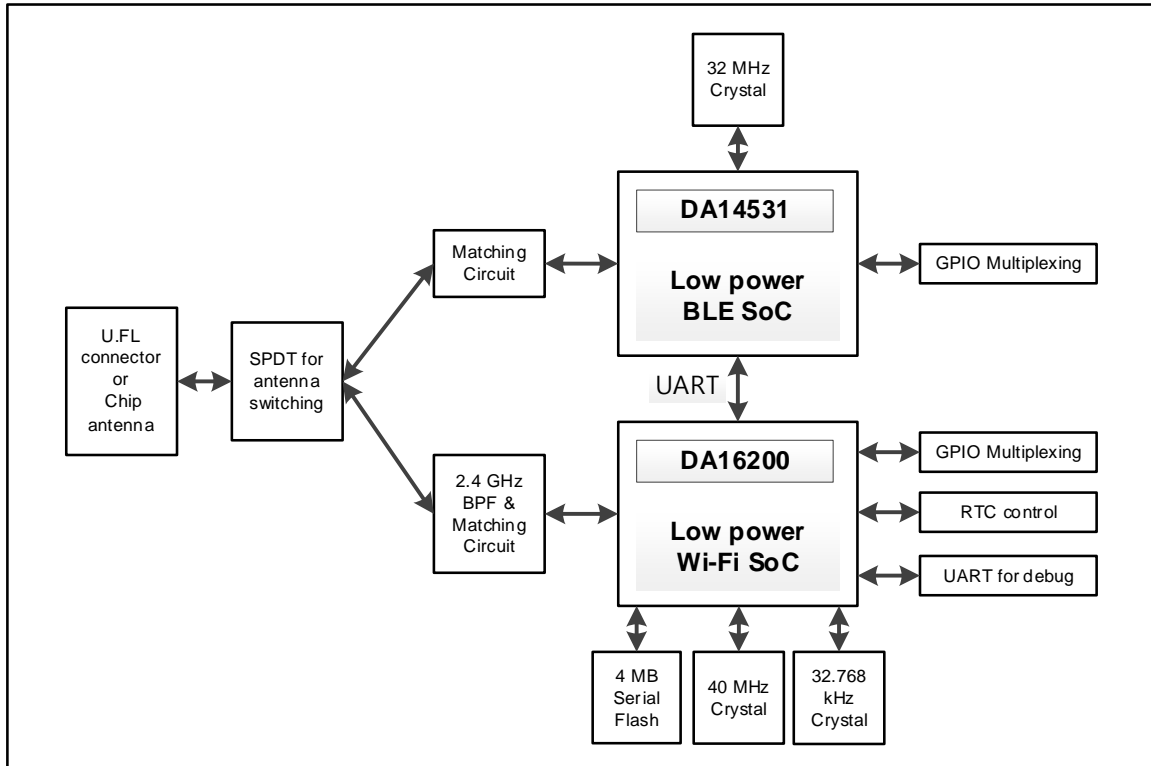 32 MHz
Crystal
DA14531
Low power
BLE SoC
Matching
Circuit
GPIO Multiplexing
U.FL
connector
or
Chip
antenna
SPDT for
antenna
switching
UART
2.4 GHz
BPF &
Matching
Circuit
DA16200
Low power
Wi-Fi SoC
GPIO Multiplexing
RTC control
UART for debug
4 MB
Serial
Flash
40 MHz
Crystal
32.768
kHz
Crystal